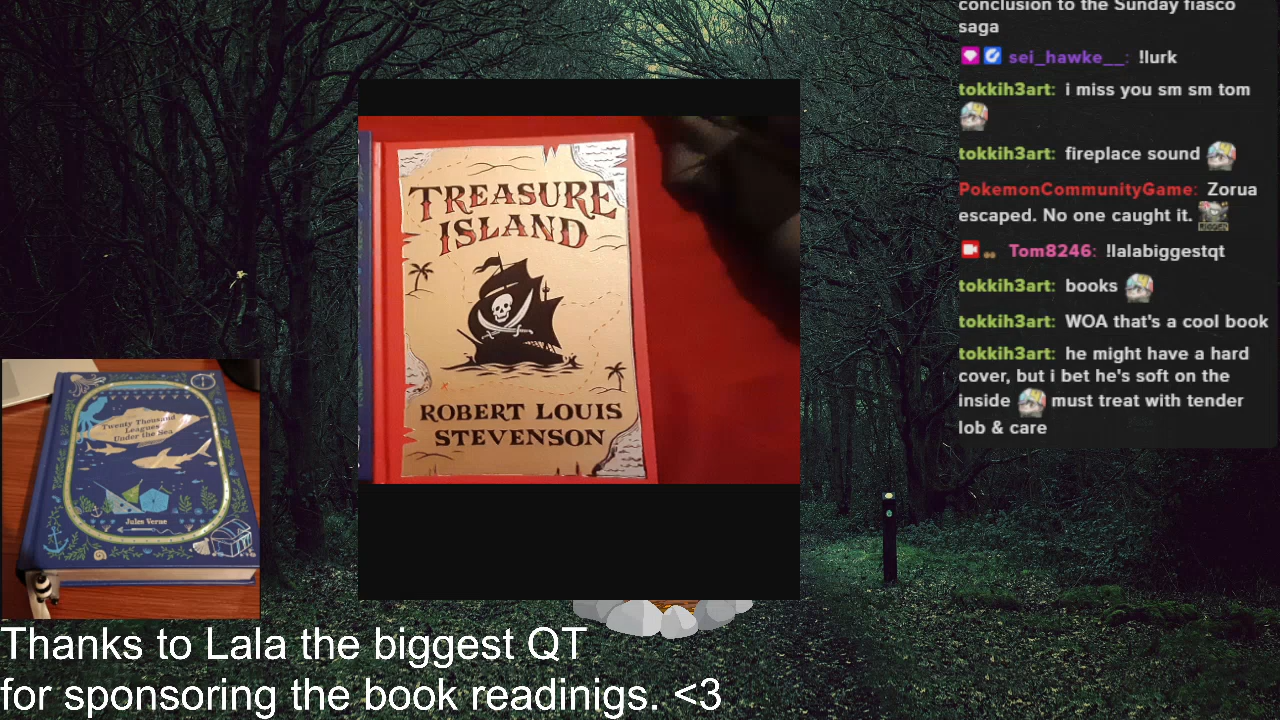 conclusion to the Sunday fiasco
saga
sei_hawke__: !lurk
tokkih3art: i miss you sm sm tom
tokkih3art: fireplace sound
PokemonCommunityGame: Zorua
escaped. No one caught it.
Tom8246: !lalabiggestqt
tokkih3art: books
tokkih3art: WOA that's a cool book
tokkih3art: he might have a hard
cover, but i bet he's soft on the
inside must treat with tender
lob & care
TREASURE
ISLAND
ROBERT LOUIS
STEVENSON
Twenty Thousand
Leagues
Under the Sea
Jules Verne
Thanks to Lala the biggest QT
for sponsoring the book readinigs. <3